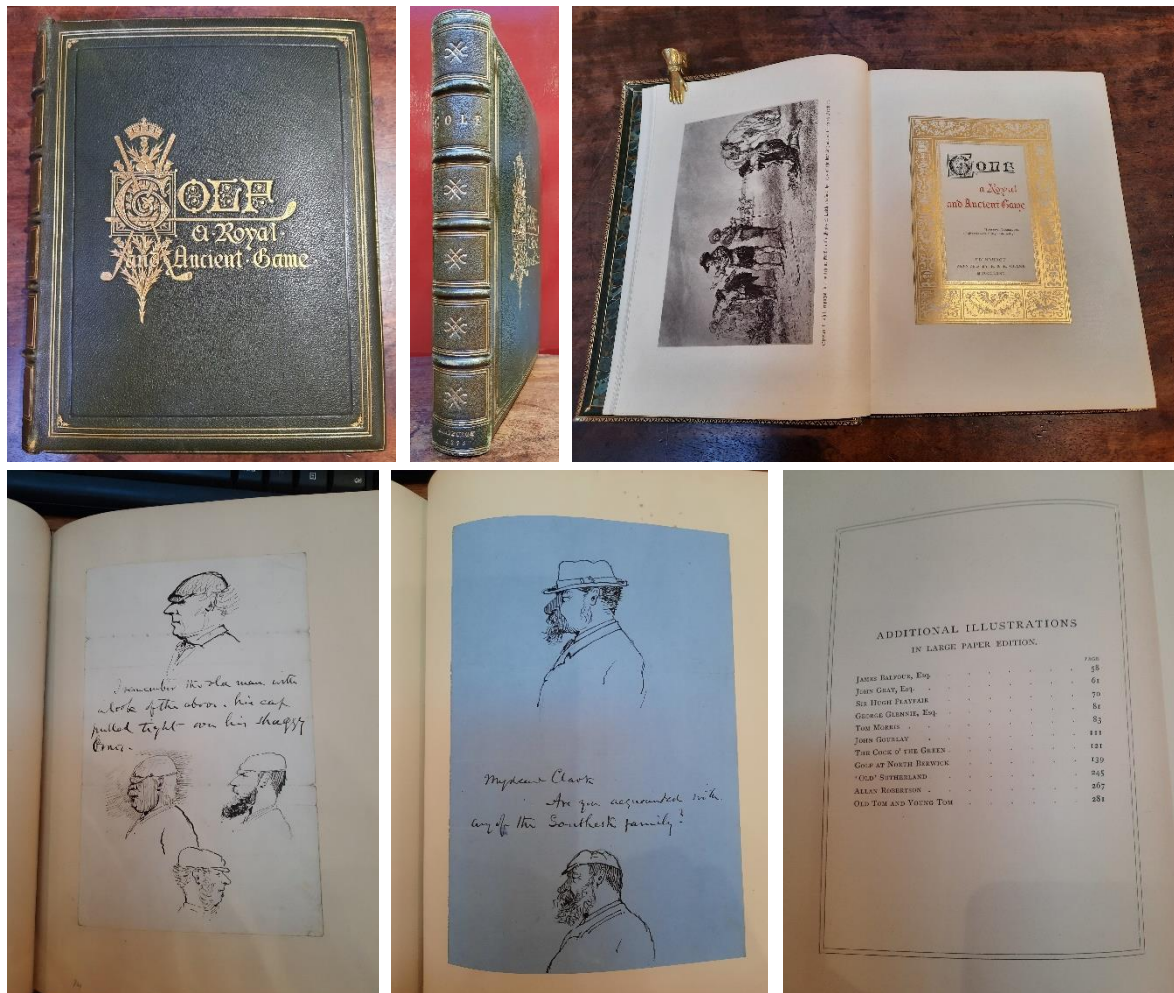 GOLF
A·Royal·
and Ancient·Game
GOLF
Golf
a Royal
and Ancient Game
I remember the old man with
a look of the above. his cap
pulled tight over his shaggy
brows.
My dear Clark
Are you acquainted with
any of the Southesk family?
ADDITIONAL ILLUSTRATIONS
IN LARGE PAPER EDITION.
PAGE
JAMES BALFOUR, ESQ. 58
JOHN GRAY, ESQ. 61
SIR HUGH PLAYFAIR 70
GEORGE GLENNIE, ESQ. 81
TOM MORRIS 83
JOHN GOURLAY 111
THE COCK O' THE GREEN 121
GOLF AT NORTH BERWICK 139
'OLD' SUTHERLAND 245
ALLAN ROBERTSON 267
OLD TOM AND YOUNG TOM 281